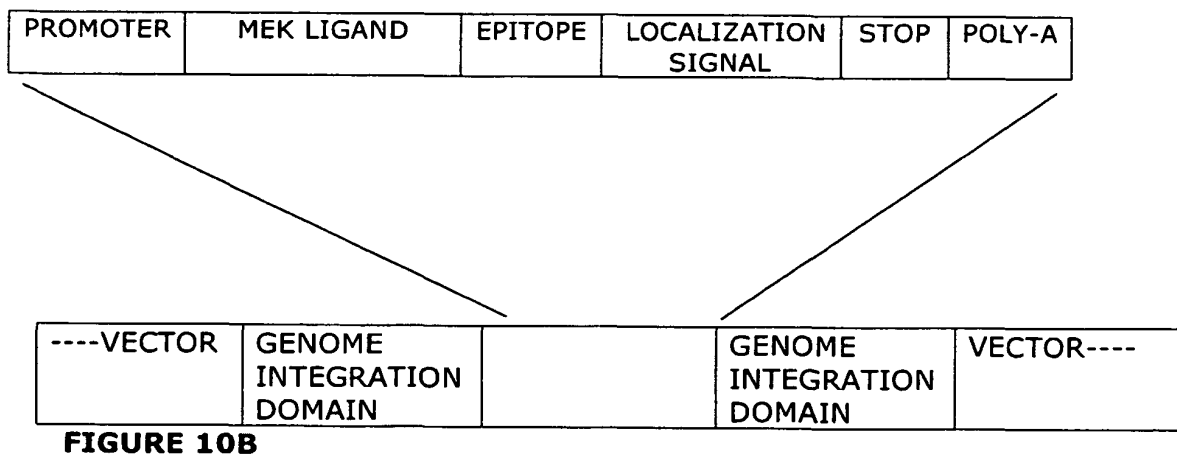 PROMOTER MEK LIGAND EPITOPE LOCALIZATION SIGNAL STOP POLY-A
----VECTOR GENOME INTEGRATION DOMAIN GENOME INTEGRATION DOMAIN VECTOR----
FIGURE 10B